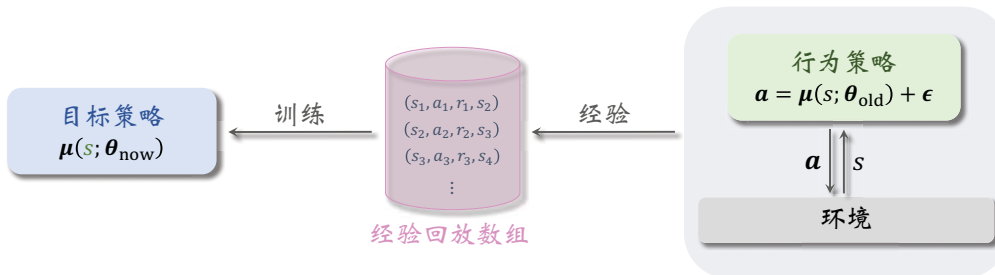 目标策略
μ(s; θnow)
训练
(s₁, a₁, r₁, s₂)
(s₂, a₂, r₂, s₃)
(s₃, a₃, r₃, s₄)
⋮
经验回放数组
经验
行为策略
a = μ(s; θold) + ϵ
a s
环境